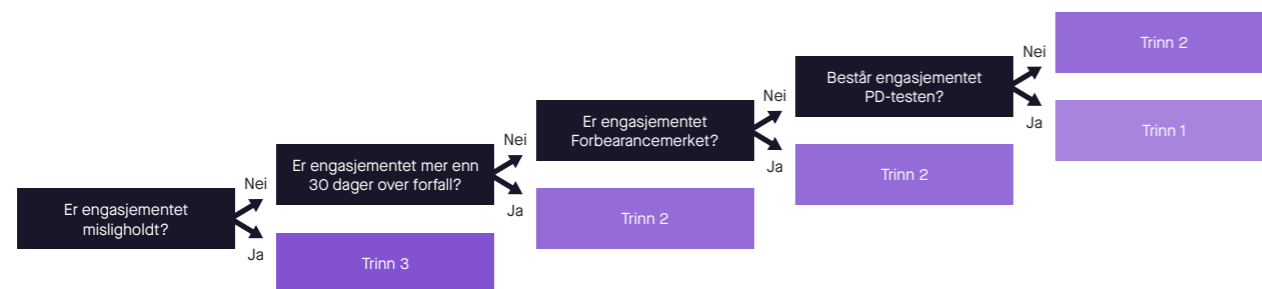 Er engasjementet
misligholdt?
Nei
Ja
Er engasjementet mer enn
30 dager over forfall?
Trinn 3
Nei
Ja
Er engasjementet
Forbearancemerket?
Trinn 2
Nei
Ja
Består engasjementet
PD-testen?
Trinn 2
Nei
Ja
Trinn 2
Trinn 1